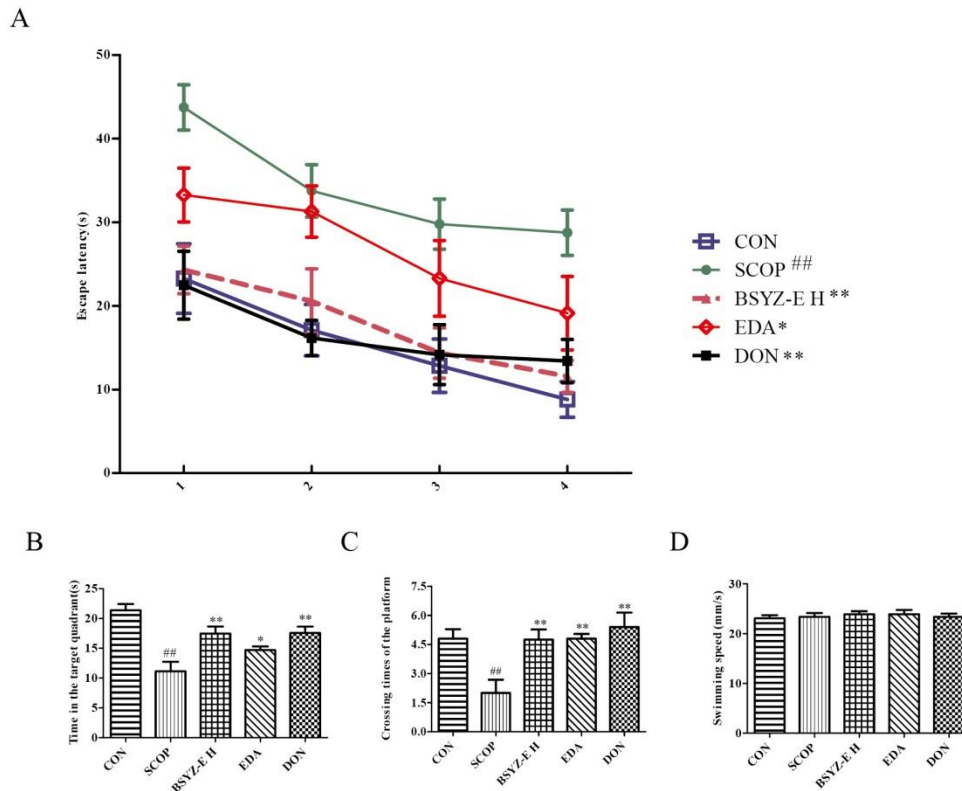 A
Escape latency(s)
50
40
30
20
10
0
1
2
3
4
CON
SCOP ##
BSYZ-E H **
EDA*
DON **
B
Time in the target quadrant(s)
25
20
15
10
5
0
##
**
*
**
CON
SCOP
BSYZ-E H
EDA
DON
C
Crossing times of the platform
7.5
6.0
4.5
3.0
1.5
0.0
##
**
**
**
CON
SCOP
BSYZ-E H
EDA
DON
D
Swimming speed (mm/s)
30
20
10
0
CON
SCOP
BSYZ-E H
EDA
DON